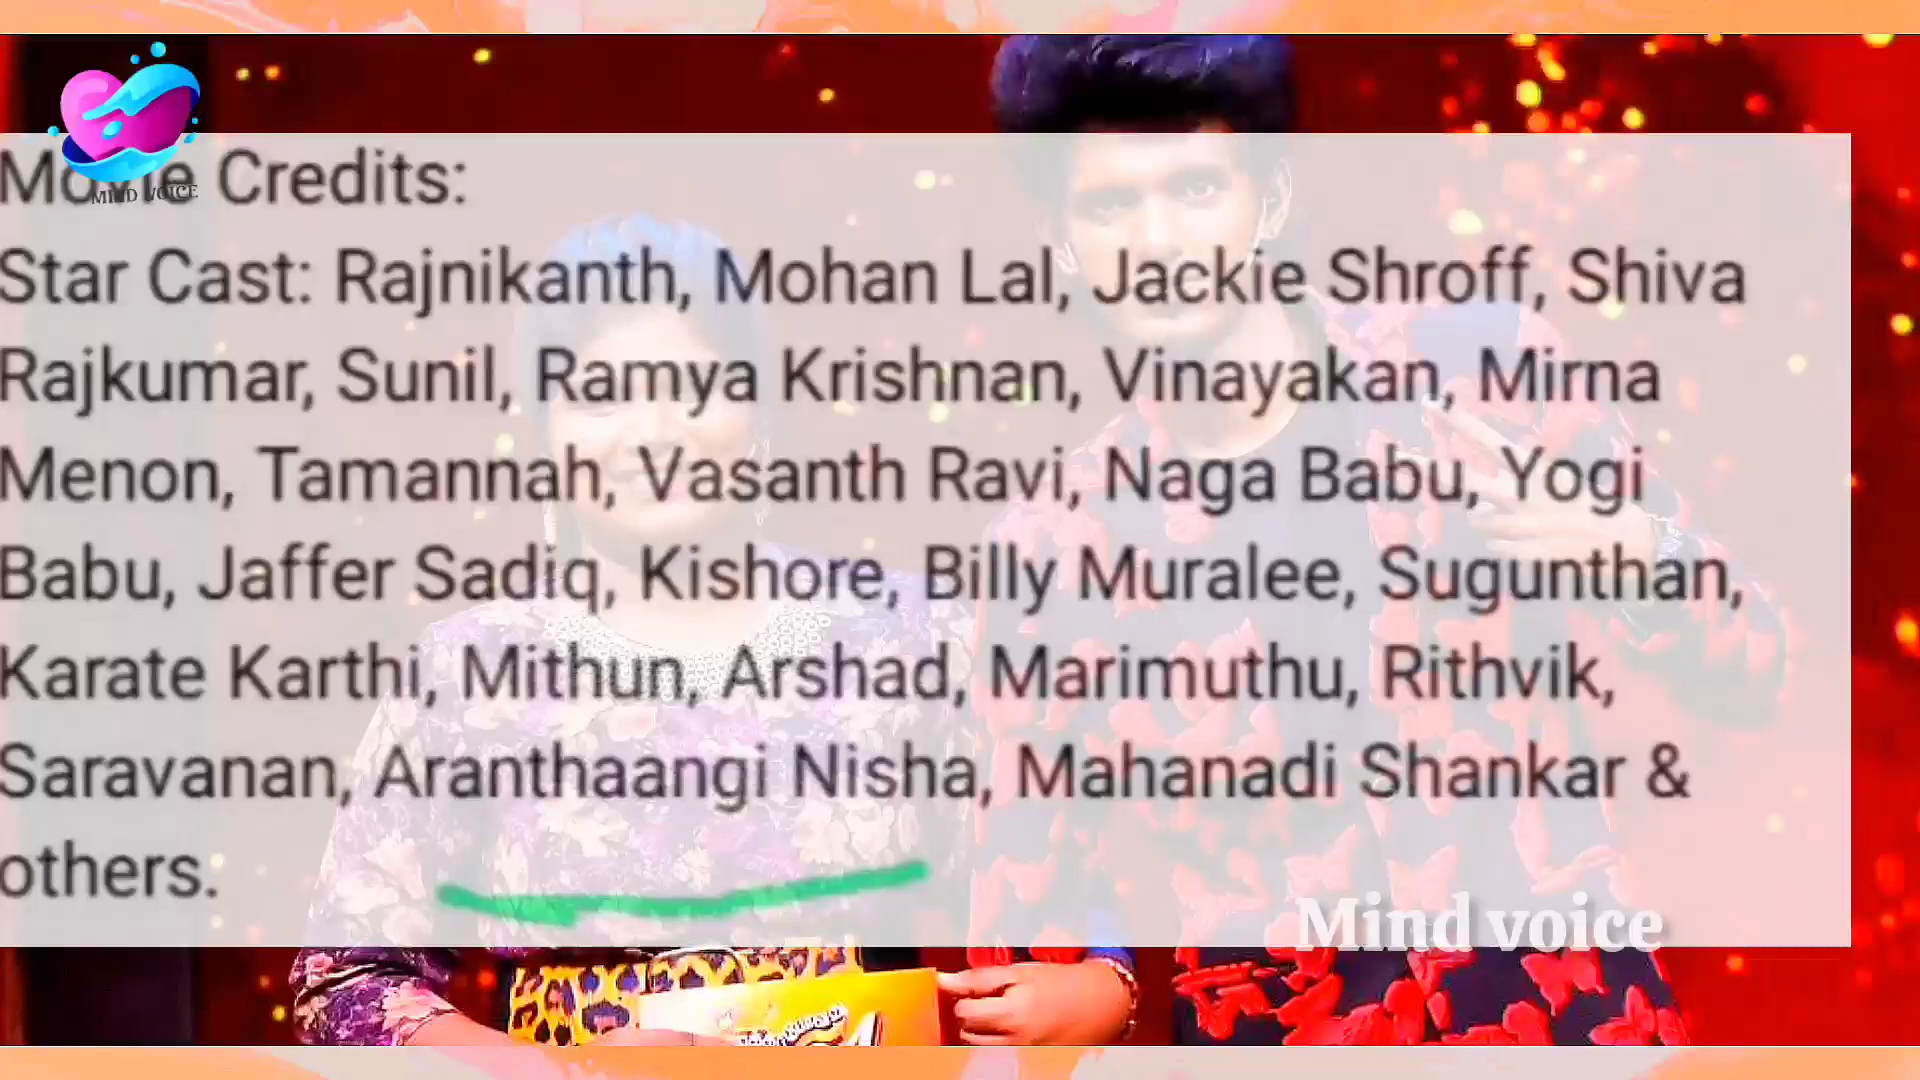 MIND VOICE
Movie Credits:
Star Cast: Rajnikanth, Mohan Lal, Jackie Shroff, Shiva
Rajkumar, Sunil, Ramya Krishnan, Vinayakan, Mirna
Menon, Tamannah, Vasanth Ravi, Naga Babu, Yogi
Babu, Jaffer Sadiq, Kishore, Billy Muralee, Sugunthan,
Karate Karthi, Mithun, Arshad, Marimuthu, Rithvik,
Saravanan, Aranthaangi Nisha, Mahanadi Shankar &
others.
Mind voice